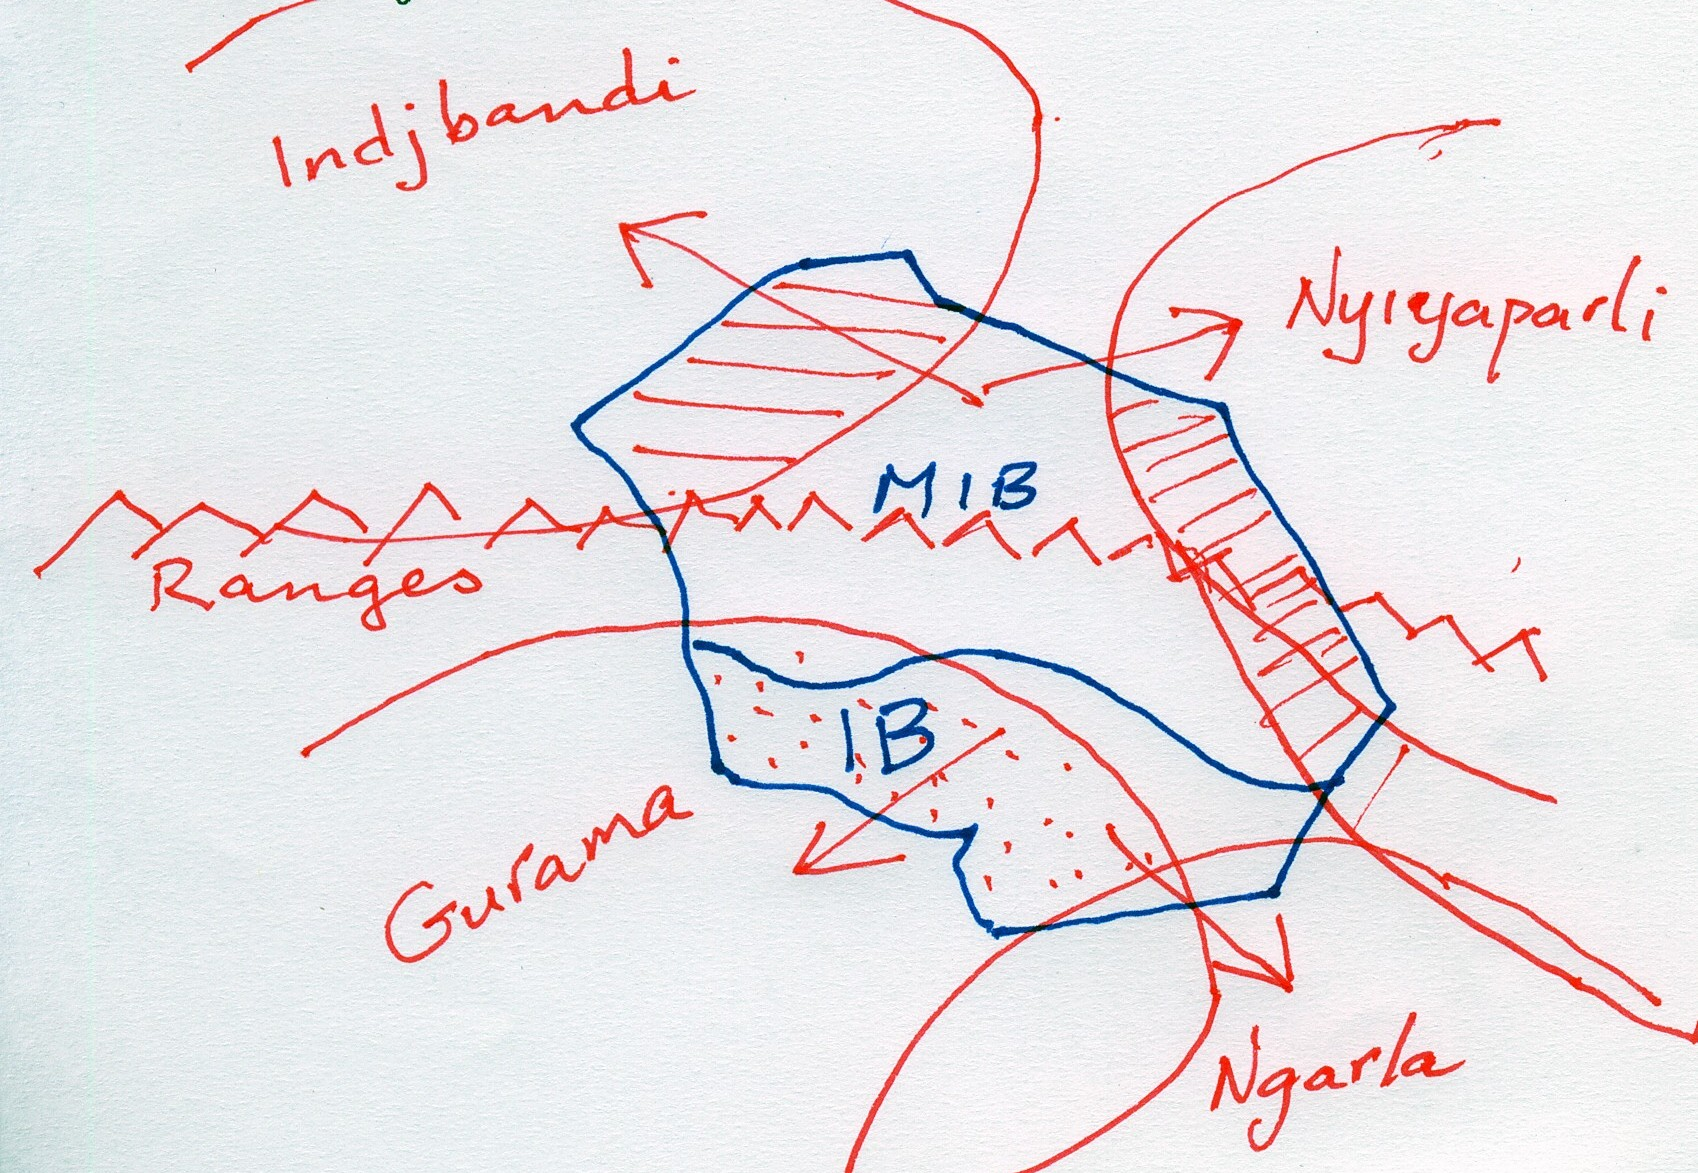 Indjbandi
Nyiyaparli
MIB
Ranges
IB
Gurama
Ngarla